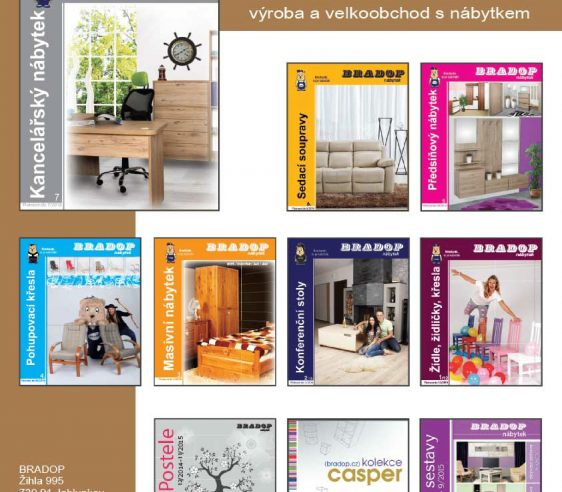 výroba a velkoobchod s nábytkem
Kancelářský nábytek
7
BRADOP
nábytek
Sedací soupravy
BRADOP
nábytek
Předsíňový nábytek
BRADOP
nábytek
Pohupovací křesla
BRADOP
nábytek
Masivní nábytek
BRADOP
nábytek
Konferenční stoly
BRADOP
nábytek
Židle, židličky, křesla
BRADOP
nábytek
Postele
12/2014-11/2015
(bradop.cz) kolekce
casper
BRADOP
nábytek
sestavy
9/2015
BRADOP
Žihla 995